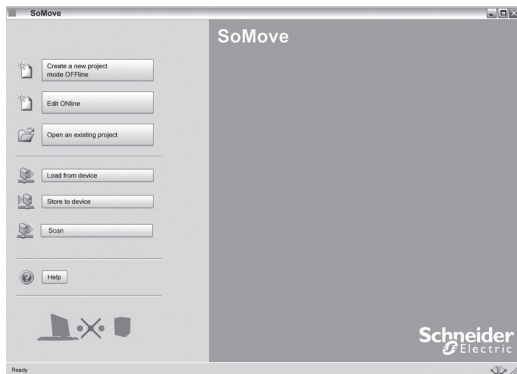 SoMove
SoMove
Create a new project
mode OFFline
Edit ONline
Open an existing project
Load from device
Store to device
Scan
Help
Schneider
Electric
Ready